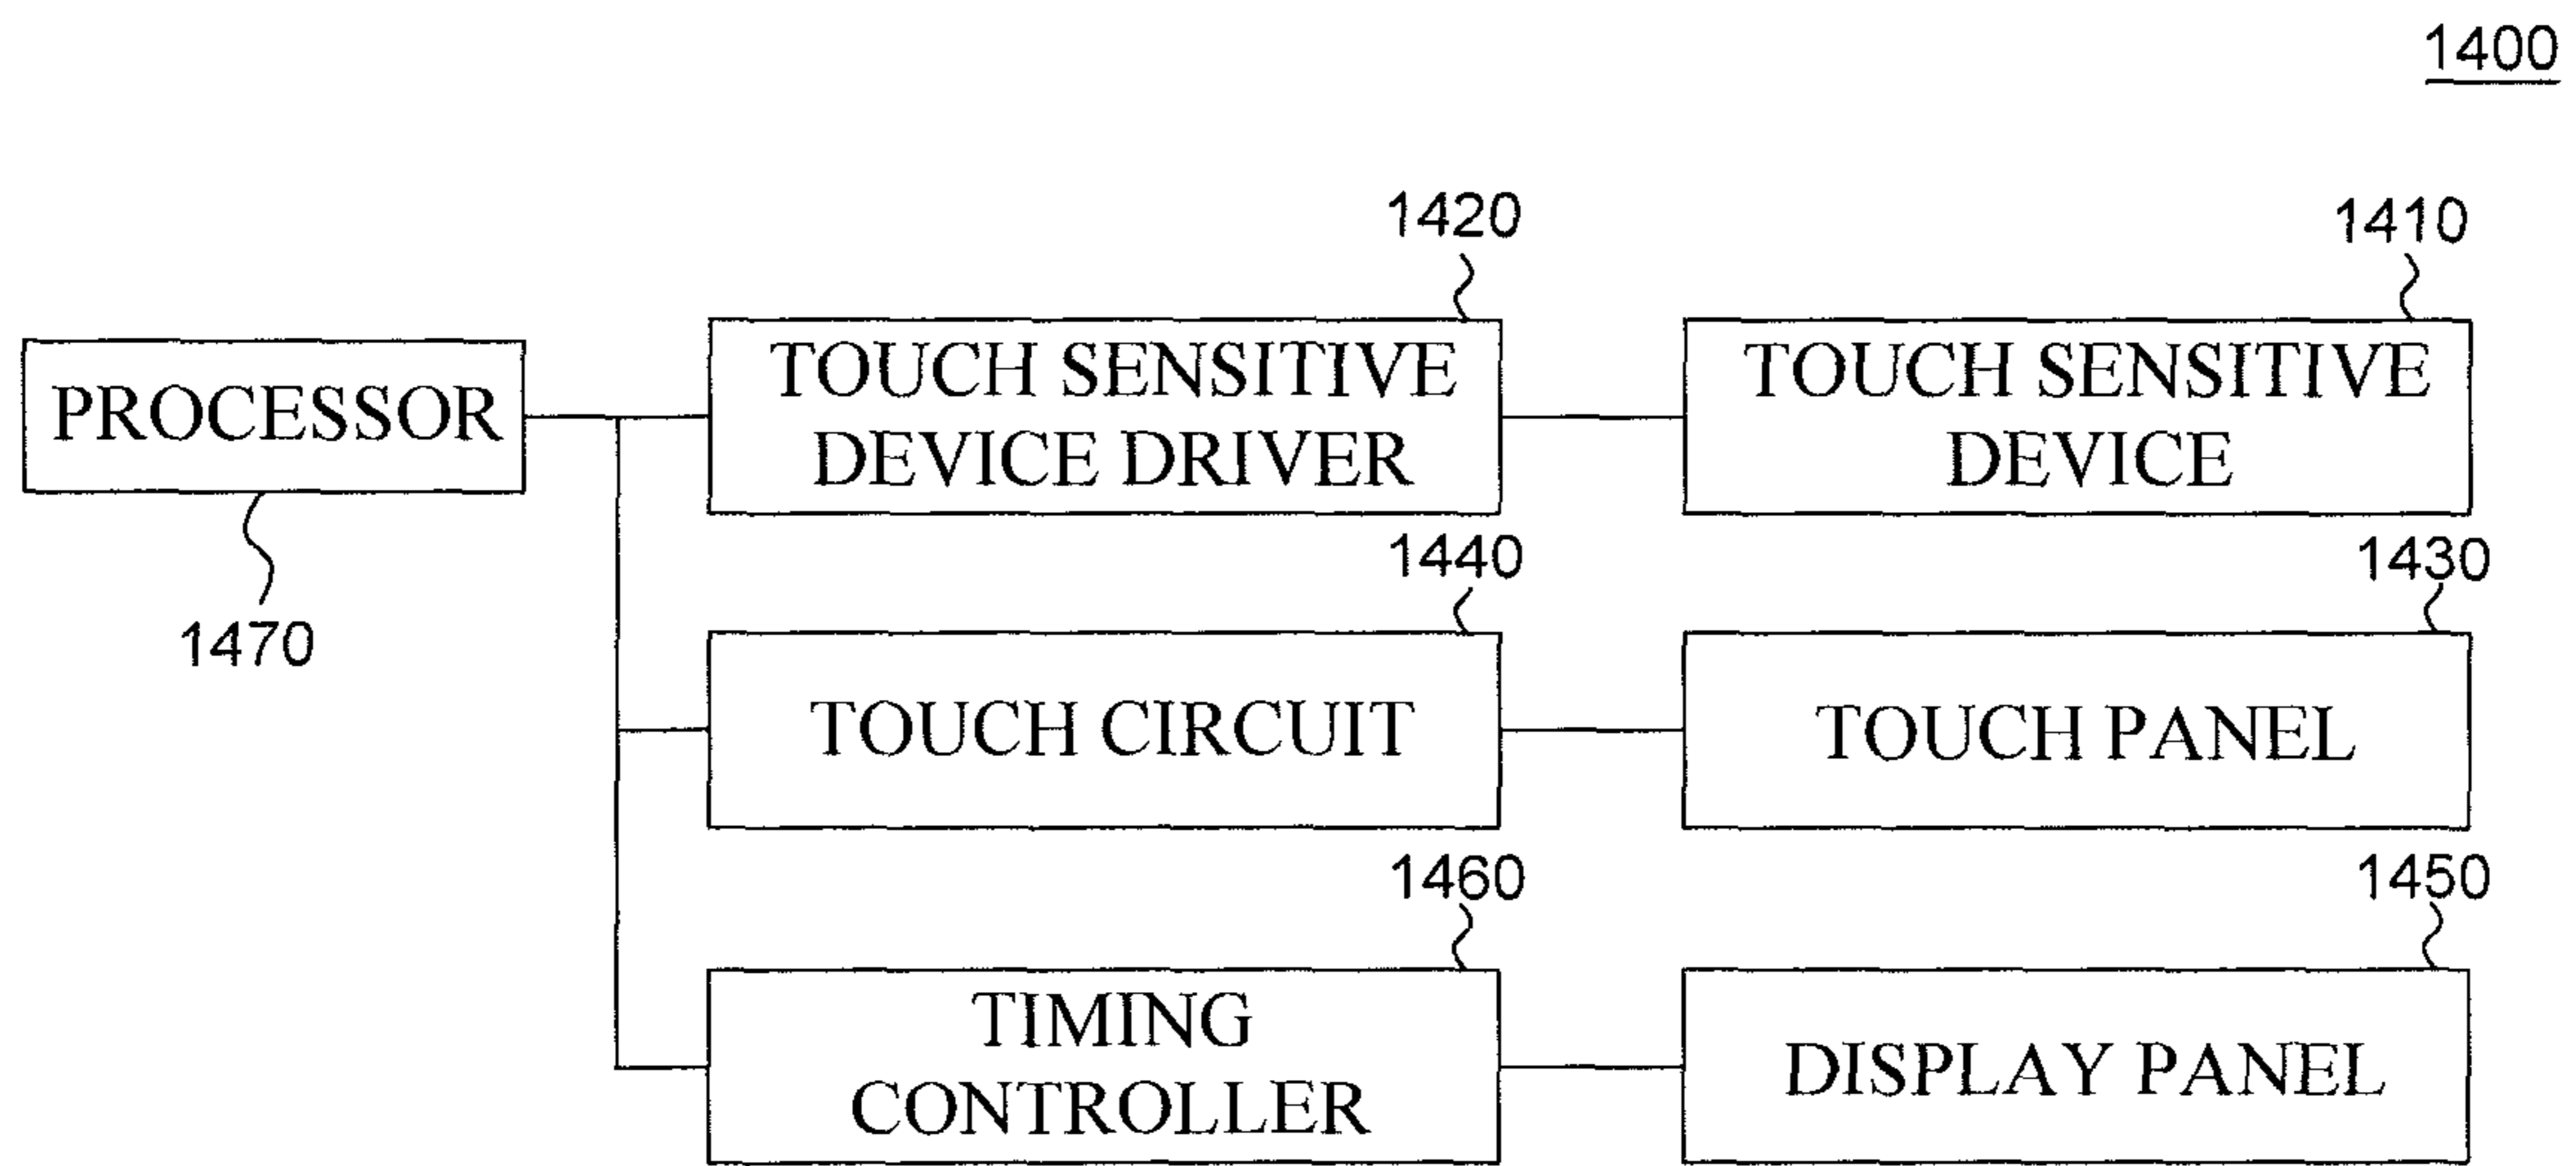 1400
1420
1410
PROCESSOR
TOUCH SENSITIVE
DEVICE DRIVER
TOUCH SENSITIVE
DEVICE
1470
1440
1430
TOUCH CIRCUIT
TOUCH PANEL
1460
1450
TIMING
CONTROLLER
DISPLAY PANEL